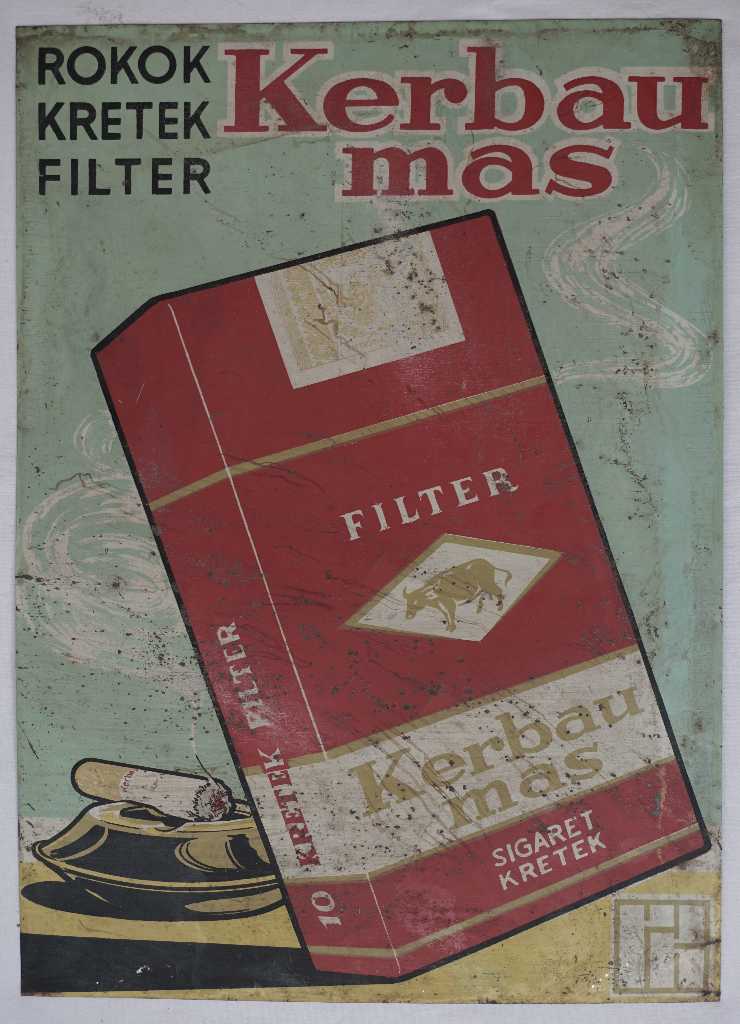 ROKOK
KRETEK
FILTER
Kerbau
mas
FILTER
Kerbau
mas
SIGARET
KRETEK
10 KRETEK FILTER